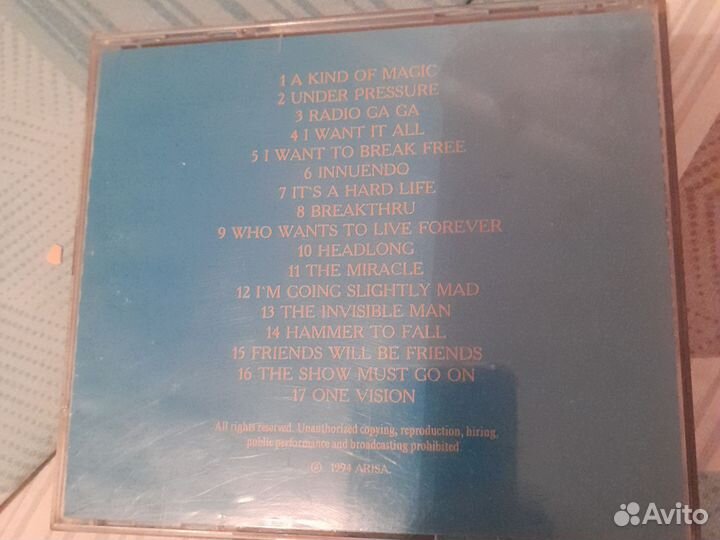 1 A KIND OF MAGIC
2 UNDER PRESSURE
3 RADIO GA GA
4 I WANT IT ALL
5 I WANT TO BREAK FREE
6 INNUENDO
7 IT'S A HARD LIFE
8 BREAKTHRU
9 WHO WANTS TO LIVE FOREVER
10 HEADLONG
11 THE MIRACLE
12 I'M GOING SLIGHTLY MAD
13 THE INVISIBLE MAN
14 HAMMER TO FALL
15 FRIENDS WILL BE FRIENDS
16 THE SHOW MUST GO ON
17 ONE VISION
All rights reserved. Unauthorized copying, reproduction, hiring,
public performance and broadcasting prohibited
℗ 1994 ARISA.
Avito